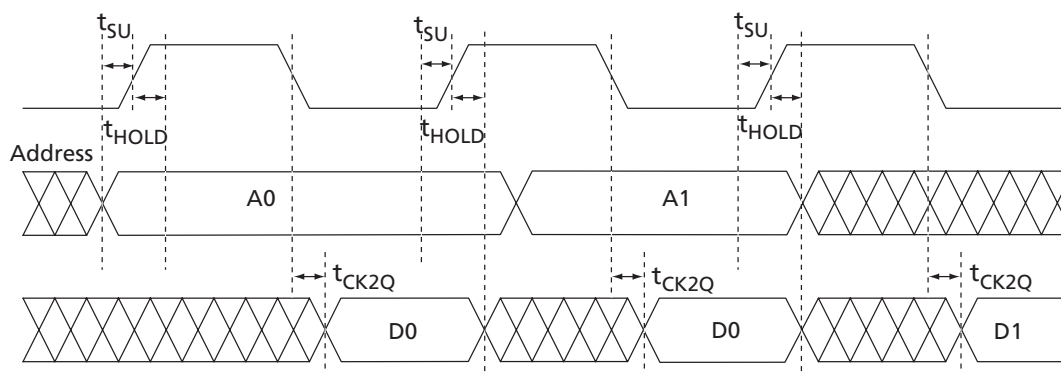 tSU tSU tSU
tHOLD tHOLD tHOLD
Address
A0 A1
tCK2Q tCK2Q tCK2Q
D0 D0 D1